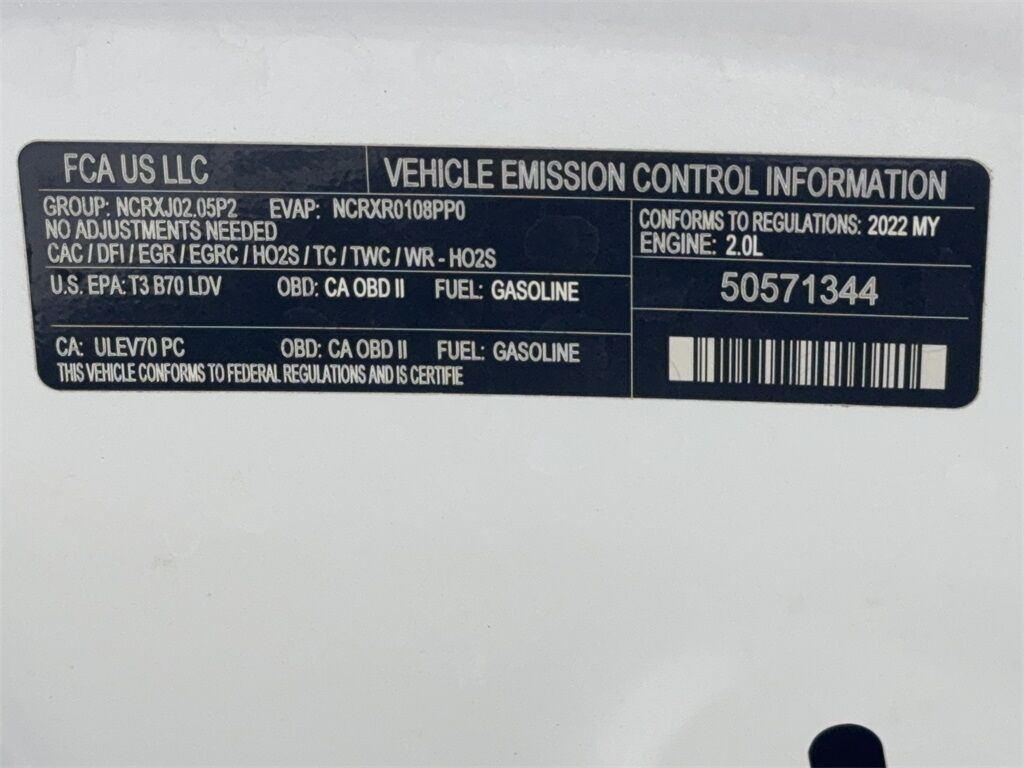 FCA US LLC
VEHICLE EMISSION CONTROL INFORMATION
GROUP: NCRXJ02.05P2 EVAP: NCRXR0108PP0
NO ADJUSTMENTS NEEDED
CAC / DFI / EGR / EGRC / HO2S / TC / TWC / WR - HO2S
CONFORMS TO REGULATIONS: 2022 MY
ENGINE: 2.0L
U.S. EPA: T3 B70 LDV OBD: CA OBD II FUEL: GASOLINE
50571344
CA: ULEV70 PC OBD: CA OBD II FUEL: GASOLINE
THIS VEHICLE CONFORMS TO FEDERAL REGULATIONS AND IS CERTIFIE